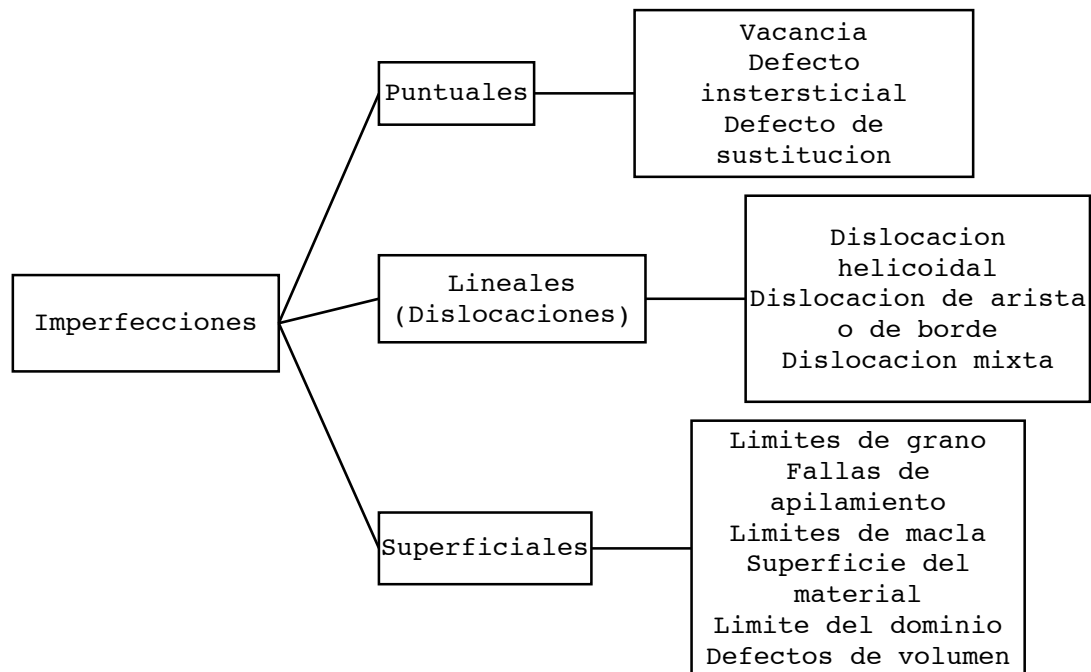 Imperfecciones
Puntuales
Vacancia
Defecto
instersticial
Defecto de
sustitucion
Lineales
(Dislocaciones)
Dislocacion
helicoidal
Dislocacion de arista
o de borde
Dislocacion mixta
Superficiales
Limites de grano
Fallas de
apilamiento
Limites de macla
Superficie del
material
Limite del dominio
Defectos de volumen